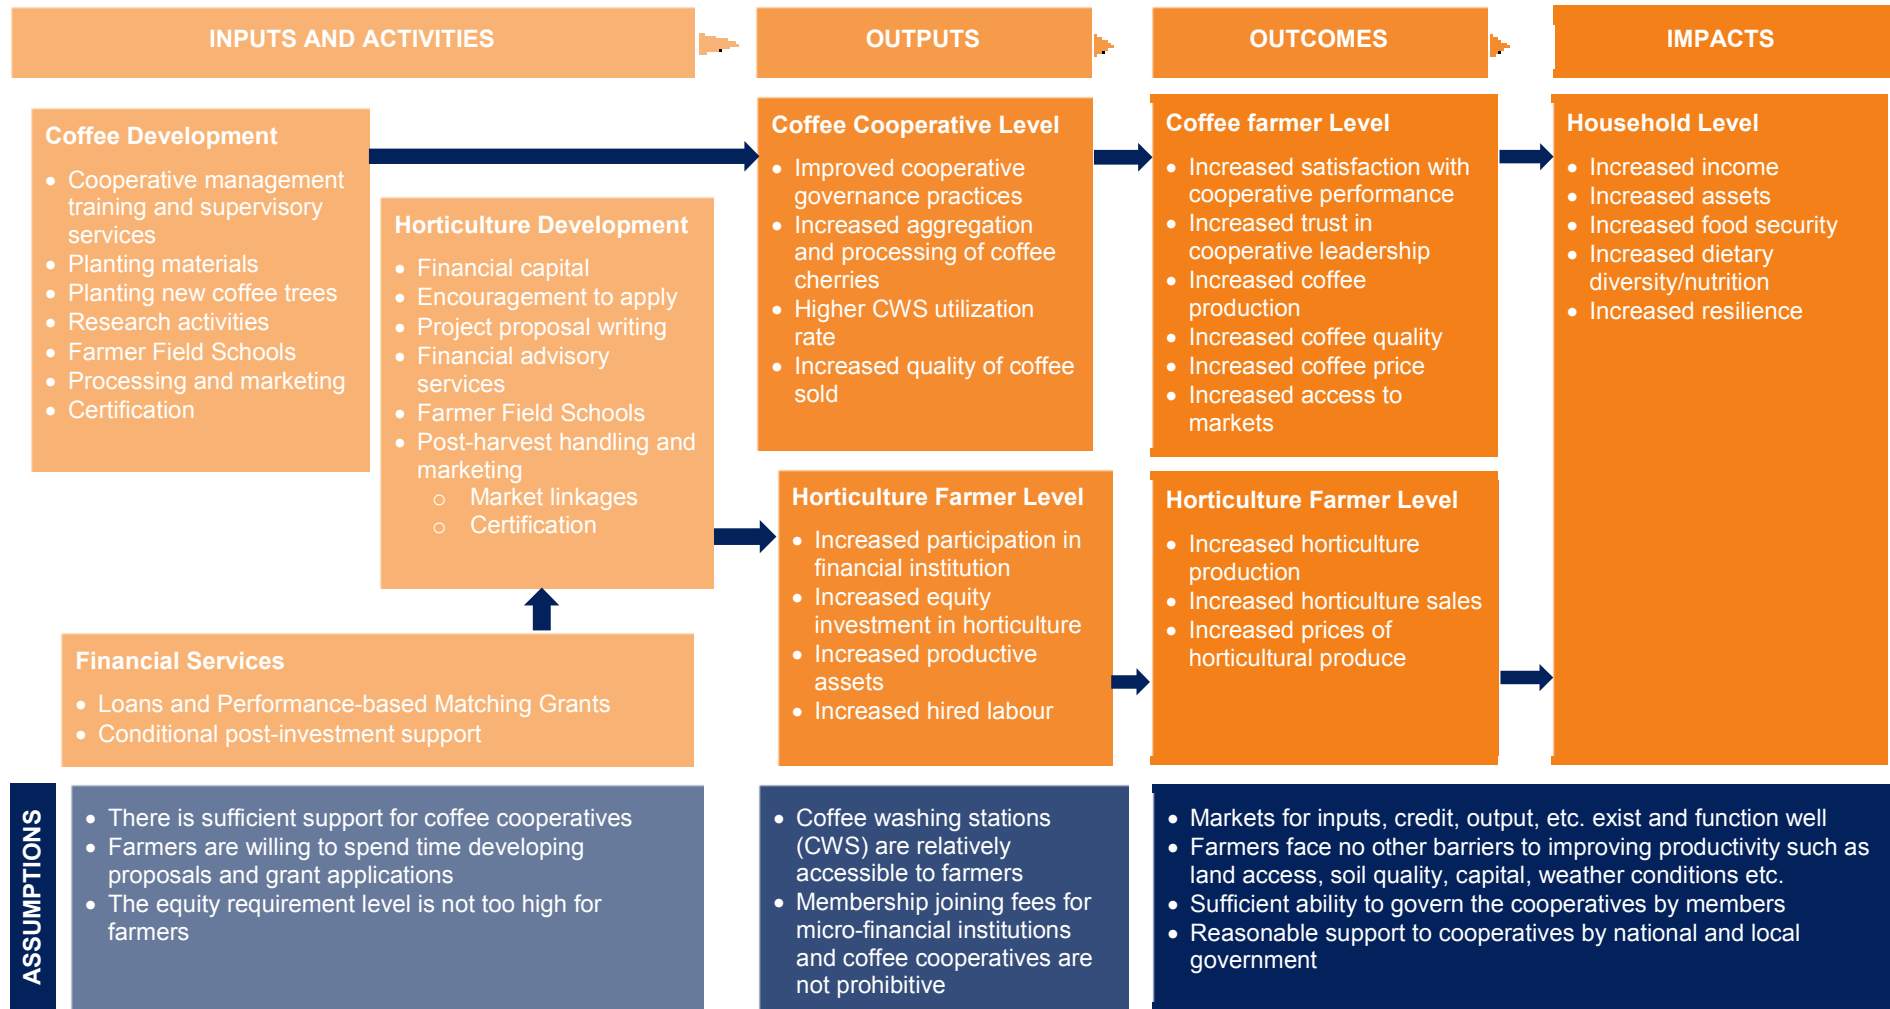 INPUTS AND ACTIVITIES
OUTPUTS
OUTCOMES
IMPACTS
Coffee Development
• Cooperative management
training and supervisory
services
• Planting materials
• Planting new coffee trees
• Research activities
• Farmer Field Schools
• Processing and marketing
• Certification
Horticulture Development
• Financial capital
• Encouragement to apply
• Project proposal writing
• Financial advisory
services
• Farmer Field Schools
• Post-harvest handling and
marketing
o Market linkages
o Certification
Financial Services
• Loans and Performance-based Matching Grants
• Conditional post-investment support
Coffee Cooperative Level
• Improved cooperative
governance practices
• Increased aggregation
and processing of coffee
cherries
• Higher CWS utilization
rate
• Increased quality of coffee
sold
Horticulture Farmer Level
• Increased participation in
financial institution
• Increased equity
investment in horticulture
• Increased productive
assets
• Increased hired labour
Coffee farmer Level
• Increased satisfaction with
cooperative performance
• Increased trust in
cooperative leadership
• Increased coffee
production
• Increased coffee quality
• Increased coffee price
• Increased access to
markets
Horticulture Farmer Level
• Increased horticulture
production
• Increased horticulture sales
• Increased prices of
horticultural produce
Household Level
• Increased income
• Increased assets
• Increased food security
• Increased dietary
diversity/nutrition
• Increased resilience
ASSUMPTIONS
• There is sufficient support for coffee cooperatives
• Farmers are willing to spend time developing
proposals and grant applications
• The equity requirement level is not too high for
farmers
• Coffee washing stations
(CWS) are relatively
accessible to farmers
• Membership joining fees for
micro-financial institutions
and coffee cooperatives are
not prohibitive
• Markets for inputs, credit, output, etc. exist and function well
• Farmers face no other barriers to improving productivity such as
land access, soil quality, capital, weather conditions etc.
• Sufficient ability to govern the cooperatives by members
• Reasonable support to cooperatives by national and local
government